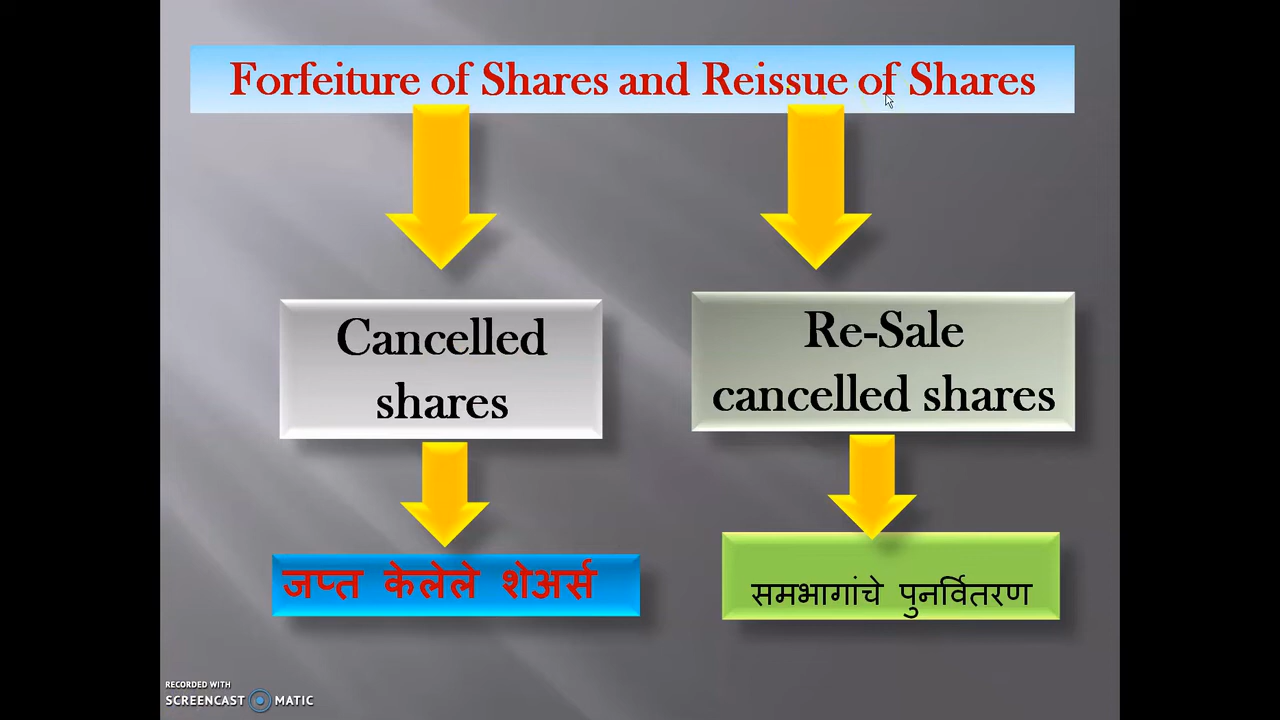 Forfeiture of Shares and Reissue of Shares
Cancelled
shares
Re-Sale
cancelled shares
जप्त केलेले शेअर्स
समभागांचे पुनर्वितरण
RECORDED WITH
SCREENCAST MATIC